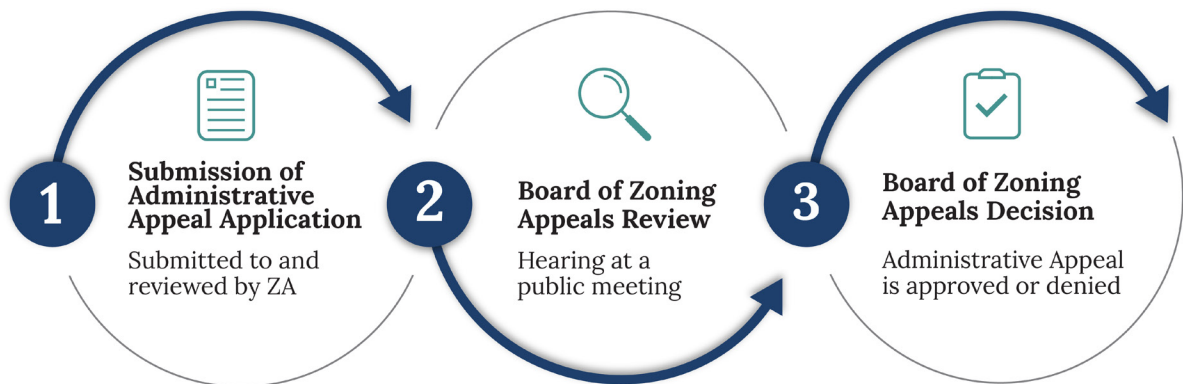 1
Submission of
Administrative
Appeal Application
Submitted to and
reviewed by ZA
2
Board of Zoning
Appeals Review
Hearing at a
public meeting
3
Board of Zoning
Appeals Decision
Administrative Appeal
is approved or denied